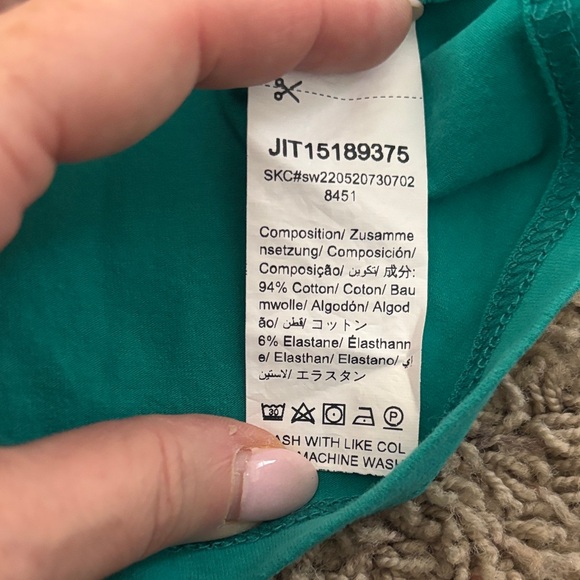 JIT15189375
SKC#sw220520730702
8451
Composition/ Zusamme
nsetzung/ Composición/
Composição/ تكوين/ 成分:
94% Cotton/ Coton/ Bau
mwolle/ Algodón/ Algod
ão/ قطن/ コットン
6% Elastane/ Élasthann
e/ Elasthan/ Elastano/ إي
لاستين/ エラスタン
30
P
ASH WITH LIKE COL
MACHINE WASH